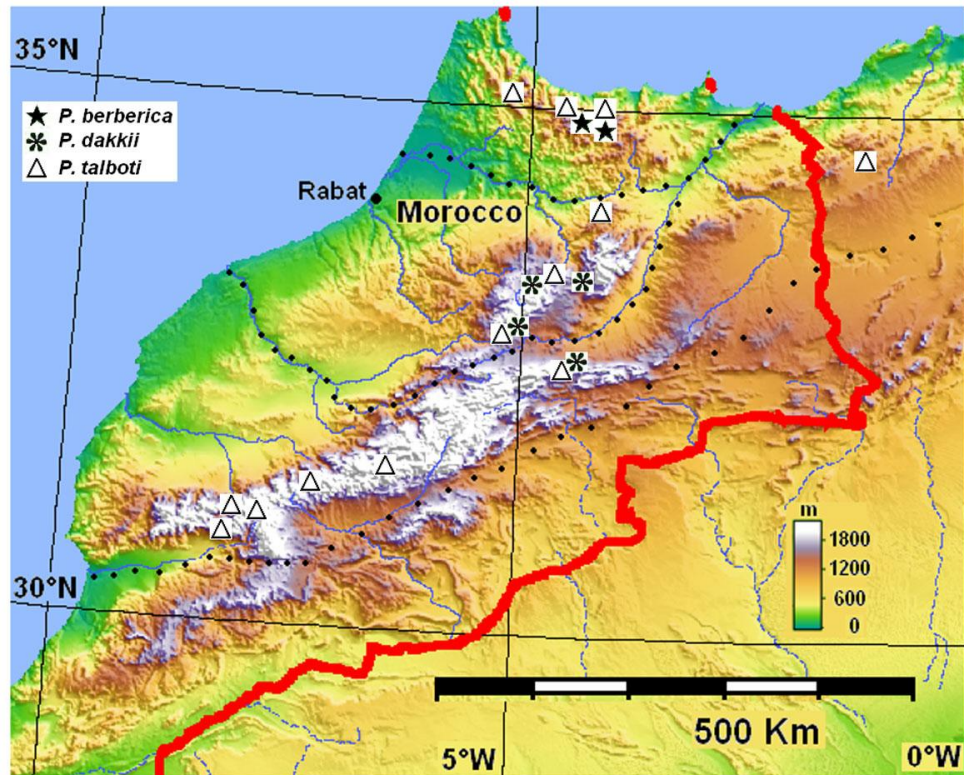 35°N
P. berberica
P. dakkii
P. talboti
Rabat
Morocco
m
1800
1200
600
0
30°N
500 Km
5°W
0°W